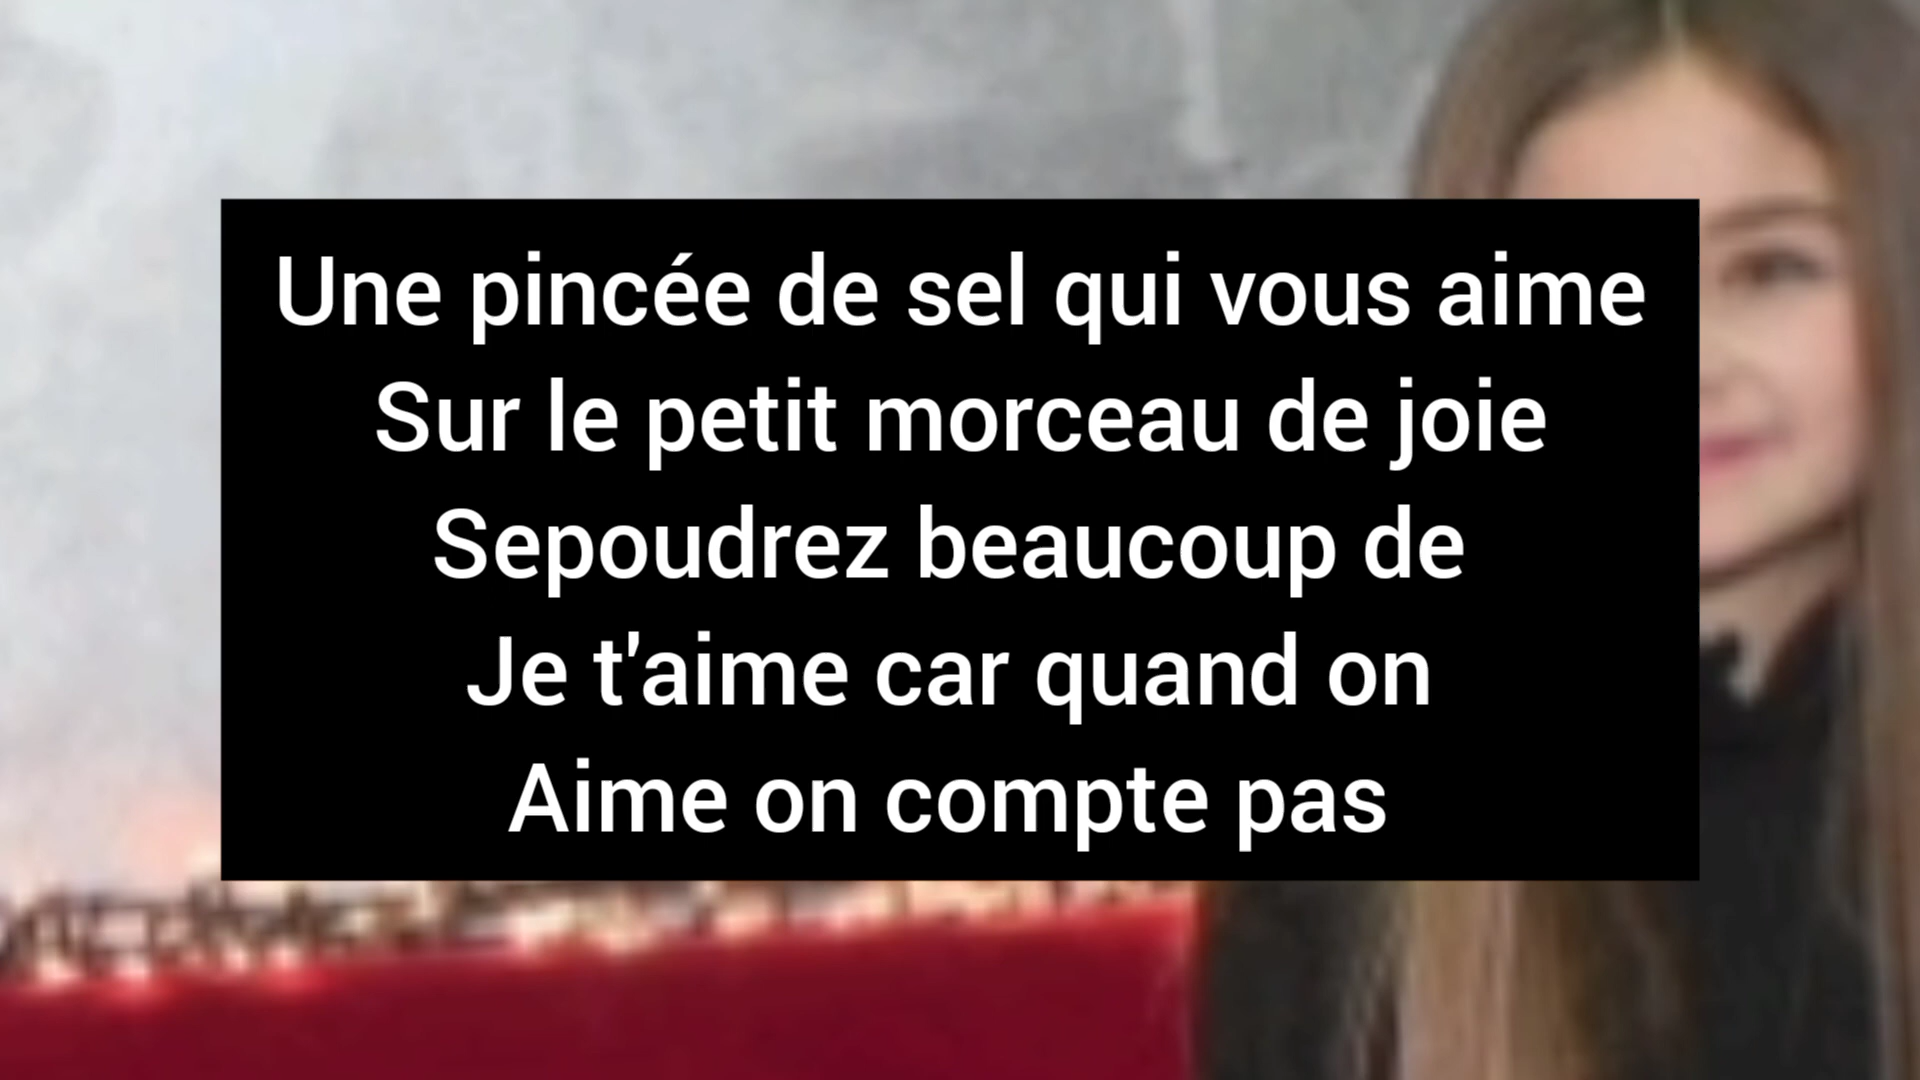 Une pincée de sel qui vous aime
Sur le petit morceau de joie
Sepoudrez beaucoup de
Je t'aime car quand on
Aime on compte pas